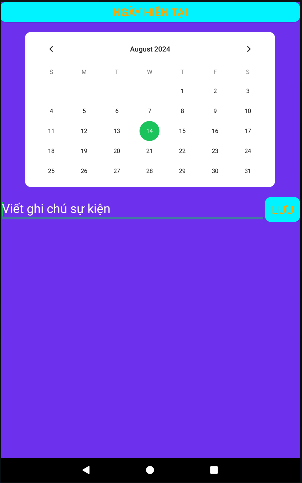 NGÀY HIỆN TẠI
August 2024
S M T W T F S
1 2 3
4 5 6 7 8 9 10
11 12 13 14 15 16 17
18 19 20 21 22 23 24
25 26 27 28 29 30 31
Viết ghi chú sự kiện